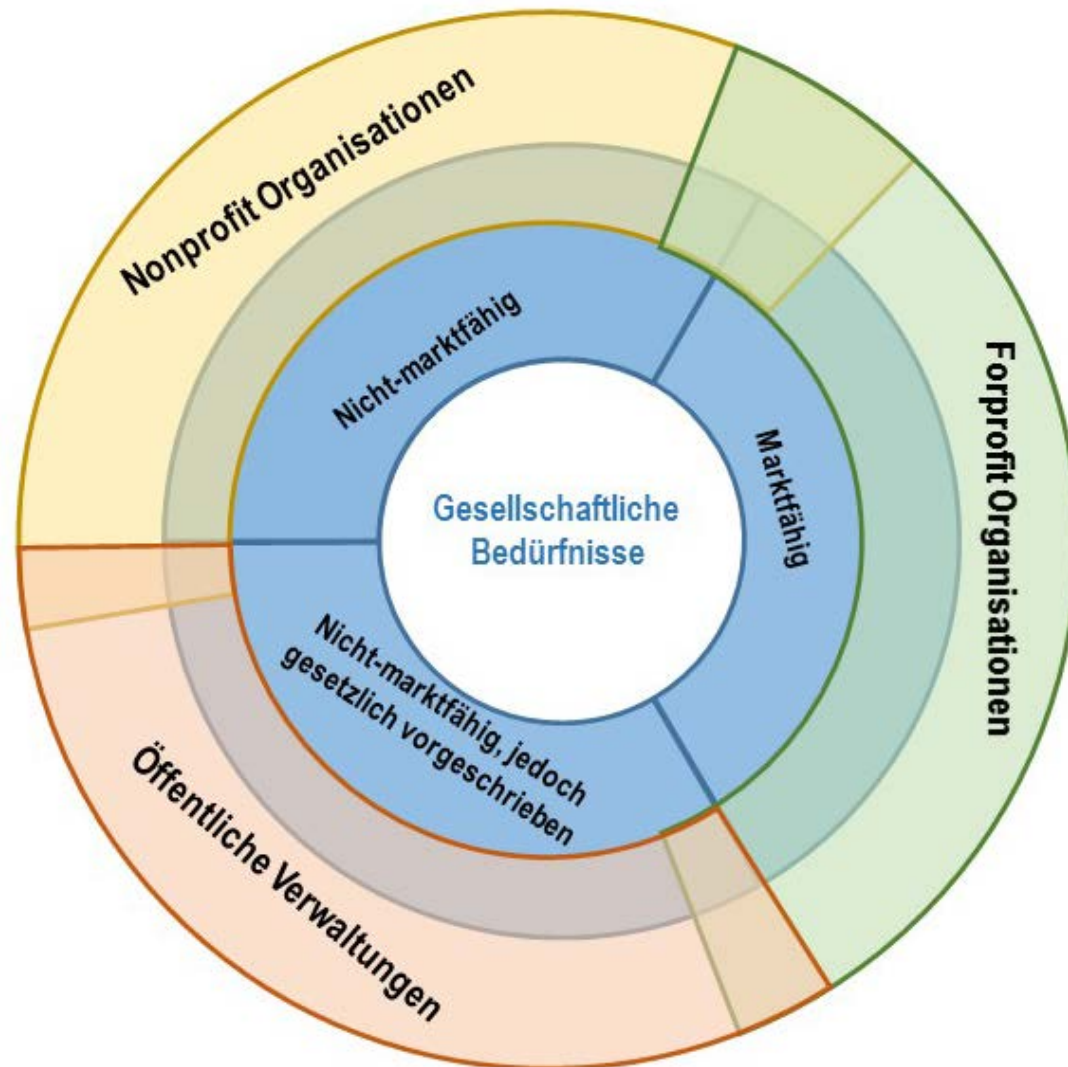 Nonprofit Organisationen
Nicht-marktfähig
Gesellschaftliche
Bedürfnisse
Marktfähig
Forprofit Organisationen
Nicht-marktfähig, jedoch
gesetzlich vorgeschrieben
Öffentliche Verwaltungen